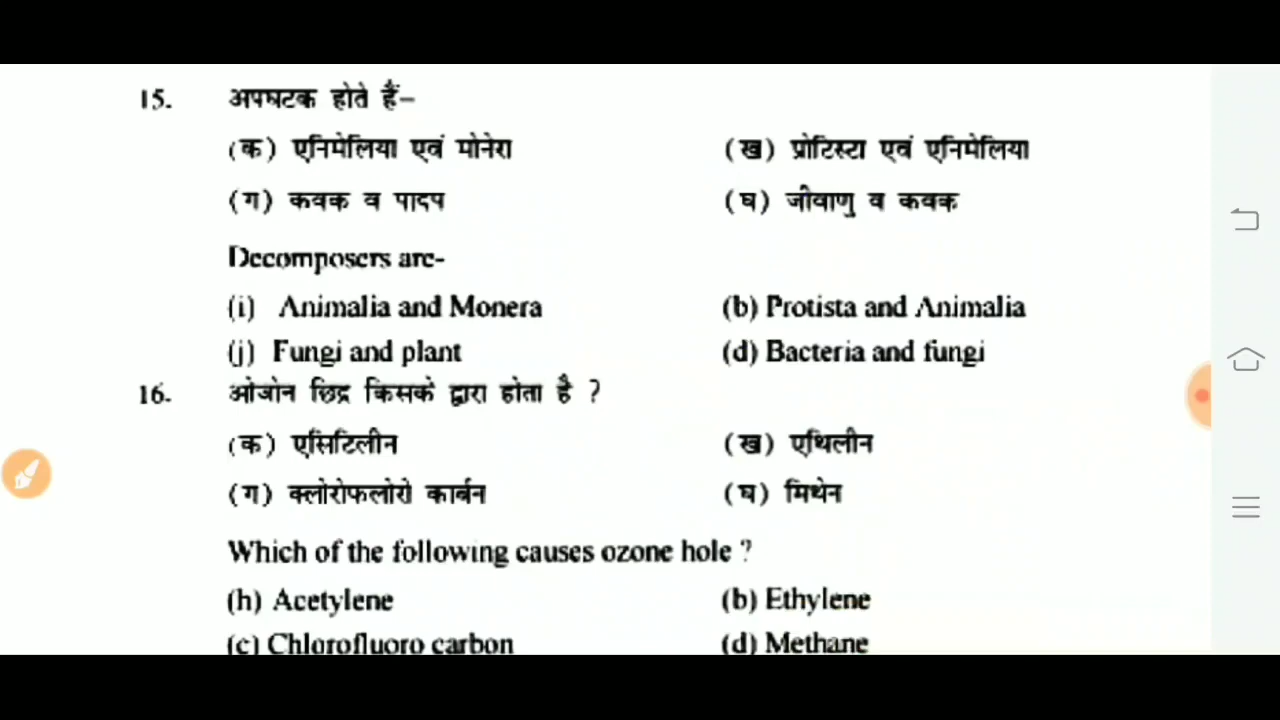 15. अपघटक होते हैं–
(क) एनिमेलिया एवं मोनेरा (ख) प्रोटिस्टा एवं एनिमेलिया
(ग) कवक व पादप (घ) जीवाणु व कवक
Decomposers are-
(i) Animalia and Monera (b) Protista and Animalia
(j) Fungi and plant (d) Bacteria and fungi
16. ओजोन छिद्र किसके द्वारा होता है ?
(क) एसिटिलीन (ख) एथिलीन
(ग) क्लोरोफलोरो कार्बन (घ) मिथेन
Which of the following causes ozone hole ?
(h) Acetylene (b) Ethylene
(c) Chlorofluoro carbon (d) Methane